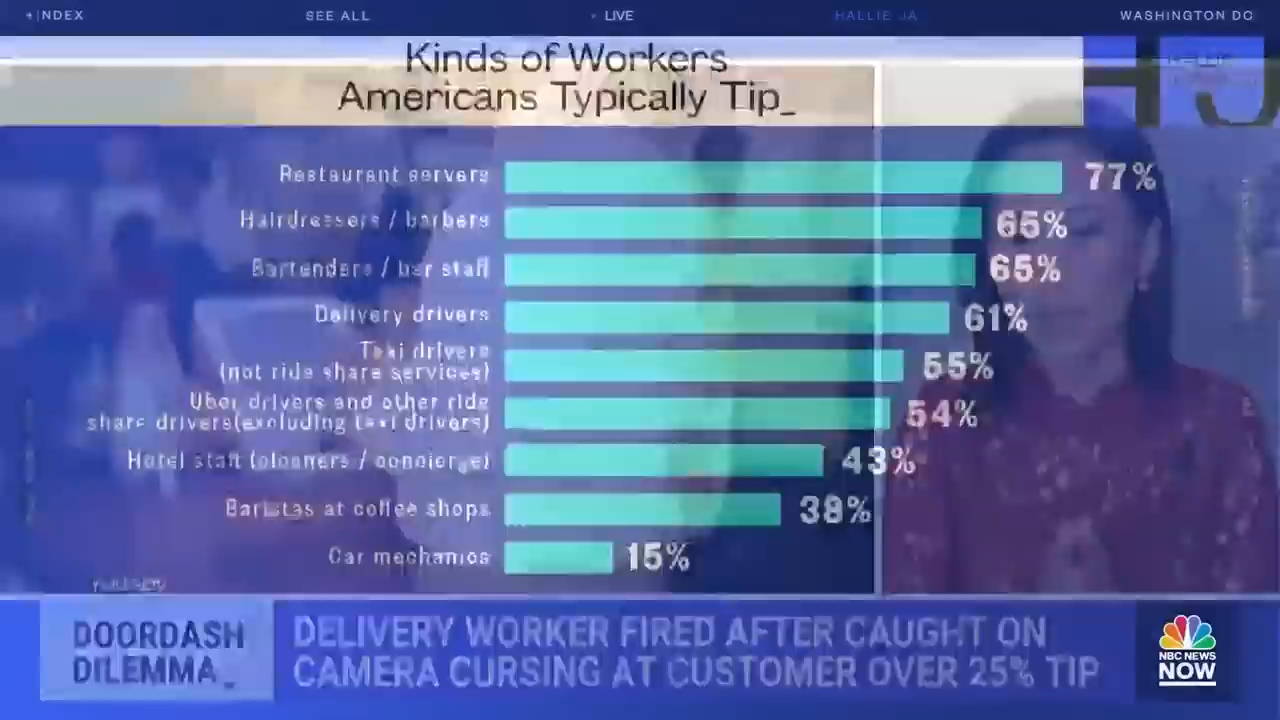 INDEX
SEE ALL
LIVE
HALLIE JA
WASHINGTON DC
Kinds of Workers
Americans Typically Tip_
Restaurant servers 77%
Hairdressers / barbers 65%
Bartenders / bar staff 65%
Delivery drivers 61%
Taxi drivers
(not ride share services) 55%
Uber drivers and other ride
share drivers(excluding taxi drivers) 54%
Hotel staff (cleaners / concierge) 43%
Baristas at coffee shops 38%
Car mechanics 15%
DOORDASH
DILEMMA_
DELIVERY WORKER FIRED AFTER CAUGHT ON
CAMERA CURSING AT CUSTOMER OVER 25% TIP
NBC NEWS
NOW